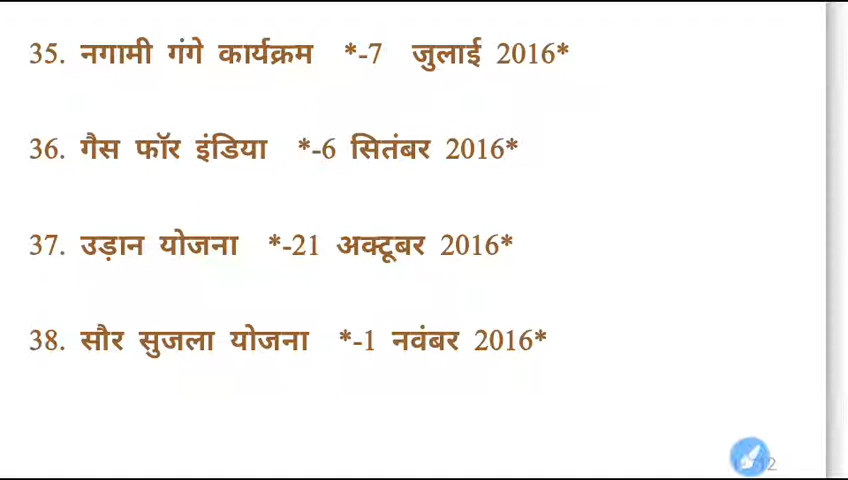 35. नगामी गंगे कार्यक्रम *-7 जुलाई 2016*
36. गैस फॉर इंडिया *-6 सितंबर 2016*
37. उड़ान योजना *-21 अक्टूबर 2016*
38. सौर सुजला योजना *-1 नवंबर 2016*